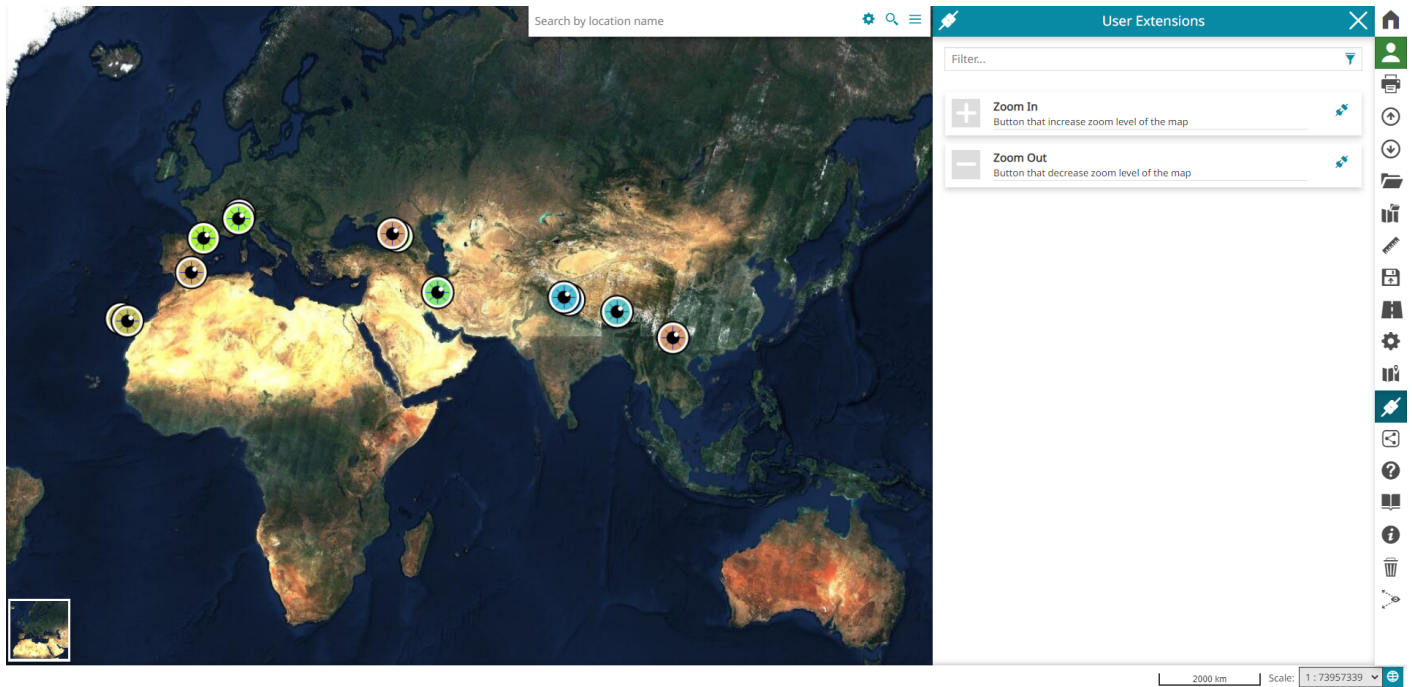 Search by location name
User Extensions
Filter...
Zoom In
Button that increase zoom level of the map
Zoom Out
Button that decrease zoom level of the map
2000 km
Scale:
1 : 73957339